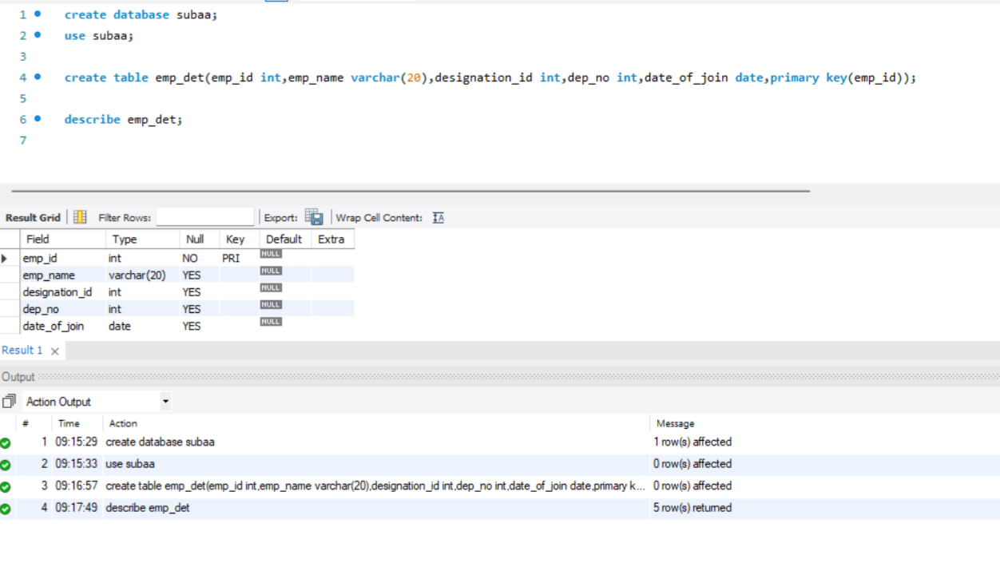 1 create database subaa;
2 use subaa;
3
4 create table emp_det(emp_id int,emp_name varchar(20),designation_id int,dep_no int,date_of_join date,primary key(emp_id));
5
6 describe emp_det;
7
Result Grid Filter Rows: Export: Wrap Cell Content: IA
Field Type Null Key Default Extra
emp_id int NO PRI NULL
emp_name varchar(20) YES NULL
designation_id int YES NULL
dep_no int YES NULL
date_of_join date YES NULL
Result 1
Output
Action Output
# Time Action Message
1 09:15:29 create database subaa 1 row(s) affected
2 09:15:33 use subaa 0 row(s) affected
3 09:16:57 create table emp_det(emp_id int,emp_name varchar(20),designation_id int,dep_no int,date_of_join date,primary k... 0 row(s) affected
4 09:17:49 describe emp_det 5 row(s) returned